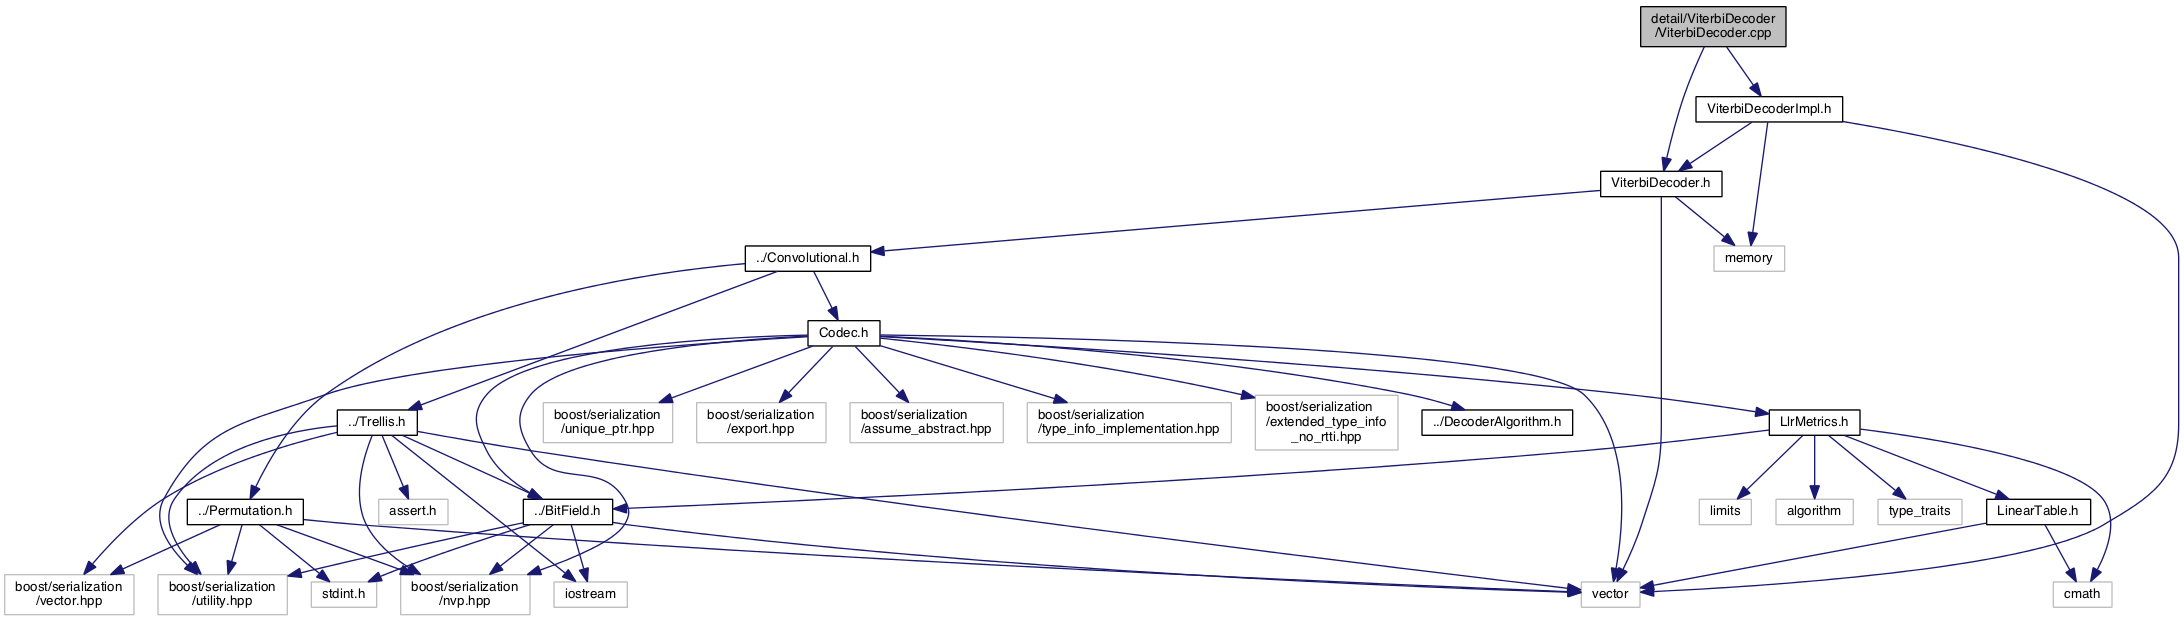 detail/ViterbiDecoder
/ViterbiDecoder.cpp
ViterbiDecoderImpl.h
ViterbiDecoder.h
../Convolutional.h
memory
Codec.h
boost/serialization
/unique_ptr.hpp
boost/serialization
/export.hpp
boost/serialization
/assume_abstract.hpp
boost/serialization
/type_info_implementation.hpp
boost/serialization
/extended_type_info
_no_rtti.hpp
../DecoderAlgorithm.h
LlrMetrics.h
../Trellis.h
../Permutation.h
assert.h
../BitField.h
limits
algorithm
type_traits
LinearTable.h
boost/serialization
/vector.hpp
boost/serialization
/utility.hpp
stdint.h
boost/serialization
/nvp.hpp
iostream
vector
cmath